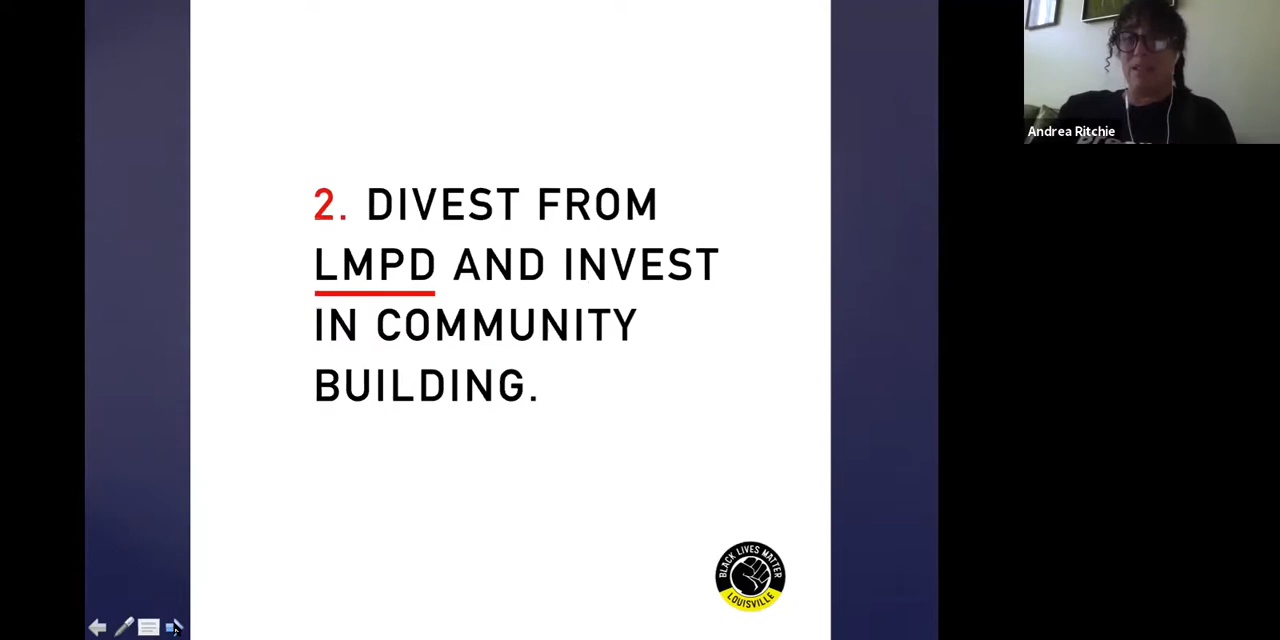 2. DIVEST FROM
LMPD AND INVEST
IN COMMUNITY
BUILDING.
BLACK LIVES MATTER
LOUISVILLE
Andrea Ritchie